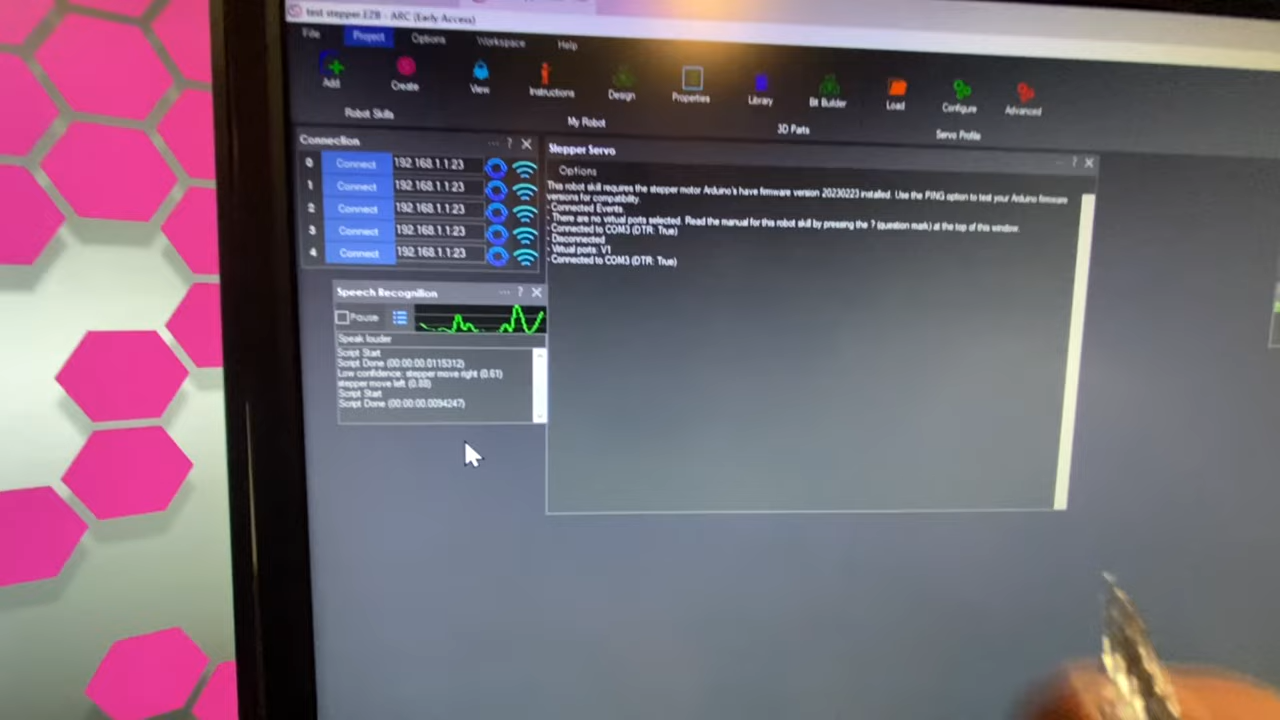 test stepper.EZB - ARC (Early Access)
File Project Options Workspace Help
Add Create View Instructions Design Properties Library Bit Builder Load Configure Advanced
Robot Skills My Robot 3D Parts Servo Profile
Connection ... ? X
0 Connect 192.168.1.1:23
1 Connect 192.168.1.1:23
2 Connect 192.168.1.1:23
3 Connect 192.168.1.1:23
4 Connect 192.168.1.1:23
Speech Recognition ... ? X
Pause
Speak louder
Script Start
Script Done (00:00:00.0115312)
Low confidence: stepper move right (0.61)
stepper move left (0.88)
Script Start
Script Done (00:00:00.0094247)
Stepper Servo ... ? X
Options
This robot skill requires the stepper motor Arduino's have firmware version 20230223 installed. Use the PING option to test your Arduino firmware
versions for compatibility.
- Connected Events
- There are no virtual ports selected. Read the manual for this robot skill by pressing the ? (question mark) at the top of this window.
- Connected to COM3 (DTR: True)
- Disconnected
- Virtual ports: V1
- Connected to COM3 (DTR: True)